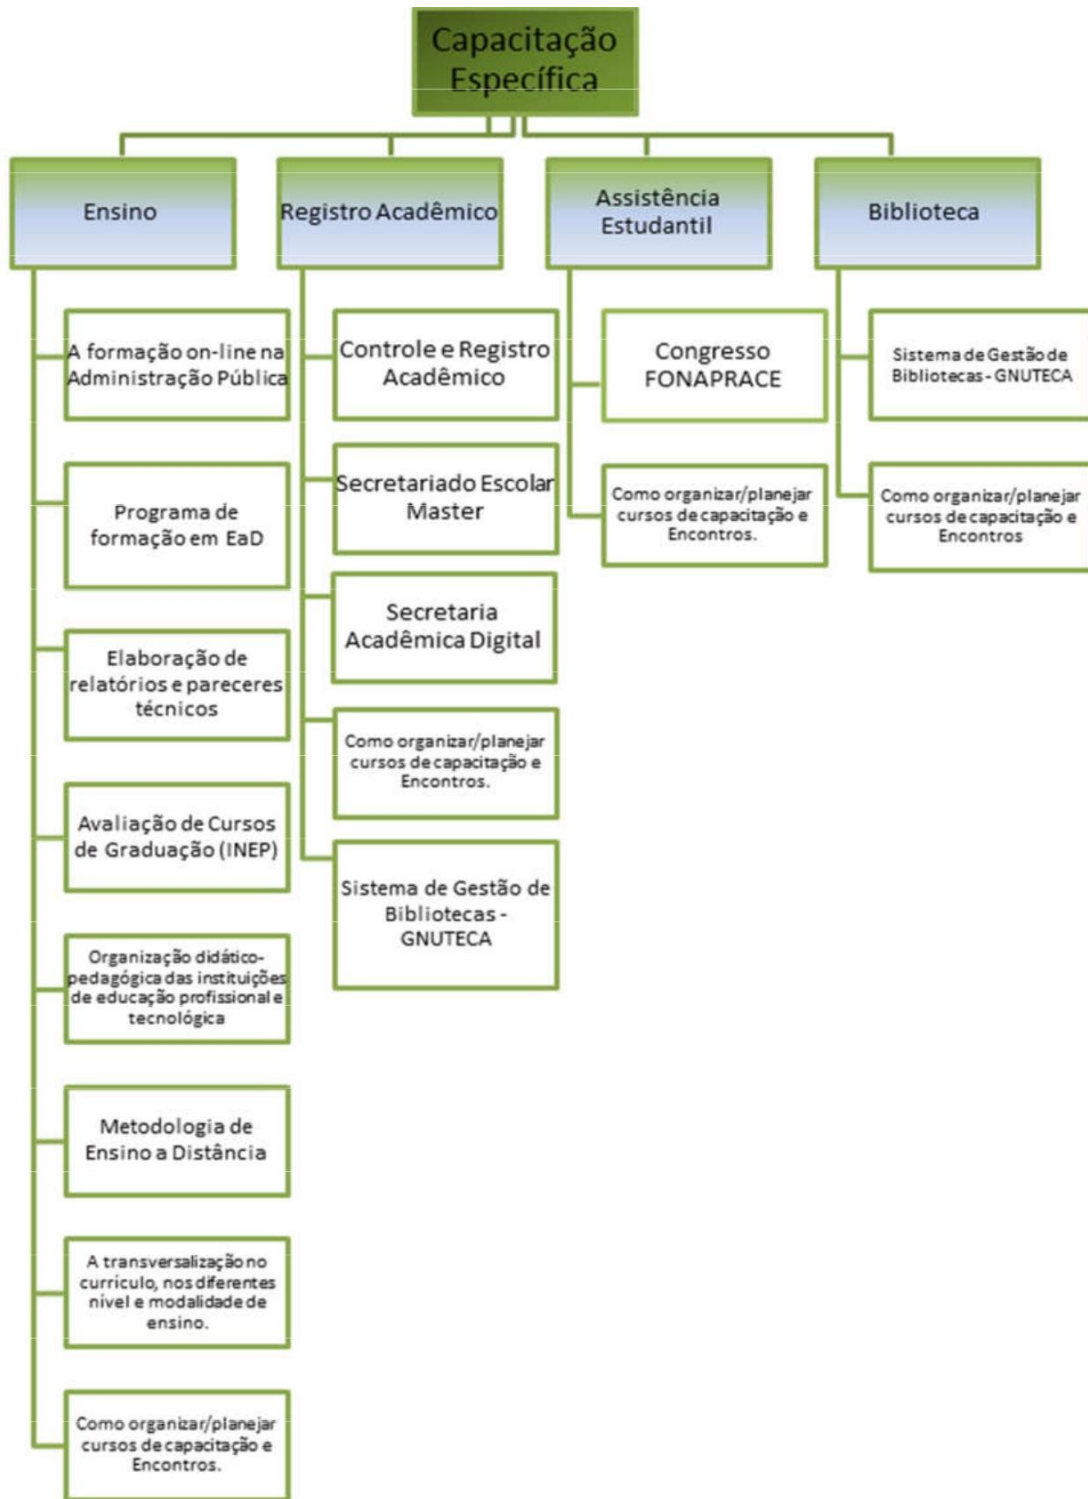 Capacitação
Específica
Ensino
Registro Acadêmico
Assistência
Estudantil
Biblioteca
A formação on-line na
Administração Pública
Programa de
formação em EaD
Elaboração de
relatórios e pareceres
técnicos
Avaliação de Cursos
de Graduação (INEP)
Organização didático-
pedagógica das instituições
de educação profissional e
tecnológica
Metodologia de
Ensino a Distância
A transversalização no
currículo, nos diferentes
nível e modalidade de
ensino.
Como organizar/planejar
cursos de capacitação e
Encontros.
Controle e Registro
Acadêmico
Secretariado Escolar
Master
Secretaria
Acadêmica Digital
Como organizar/planejar
cursos de capacitação e
Encontros.
Sistema de Gestão de
Bibliotecas -
GNUTECA
Congresso
FONAPRACE
Como organizar/planejar
cursos de capacitação e
Encontros.
Sistema de Gestão de
Bibliotecas- GNUTECA
Como organizar/planejar
cursos de capacitação e
Encontros